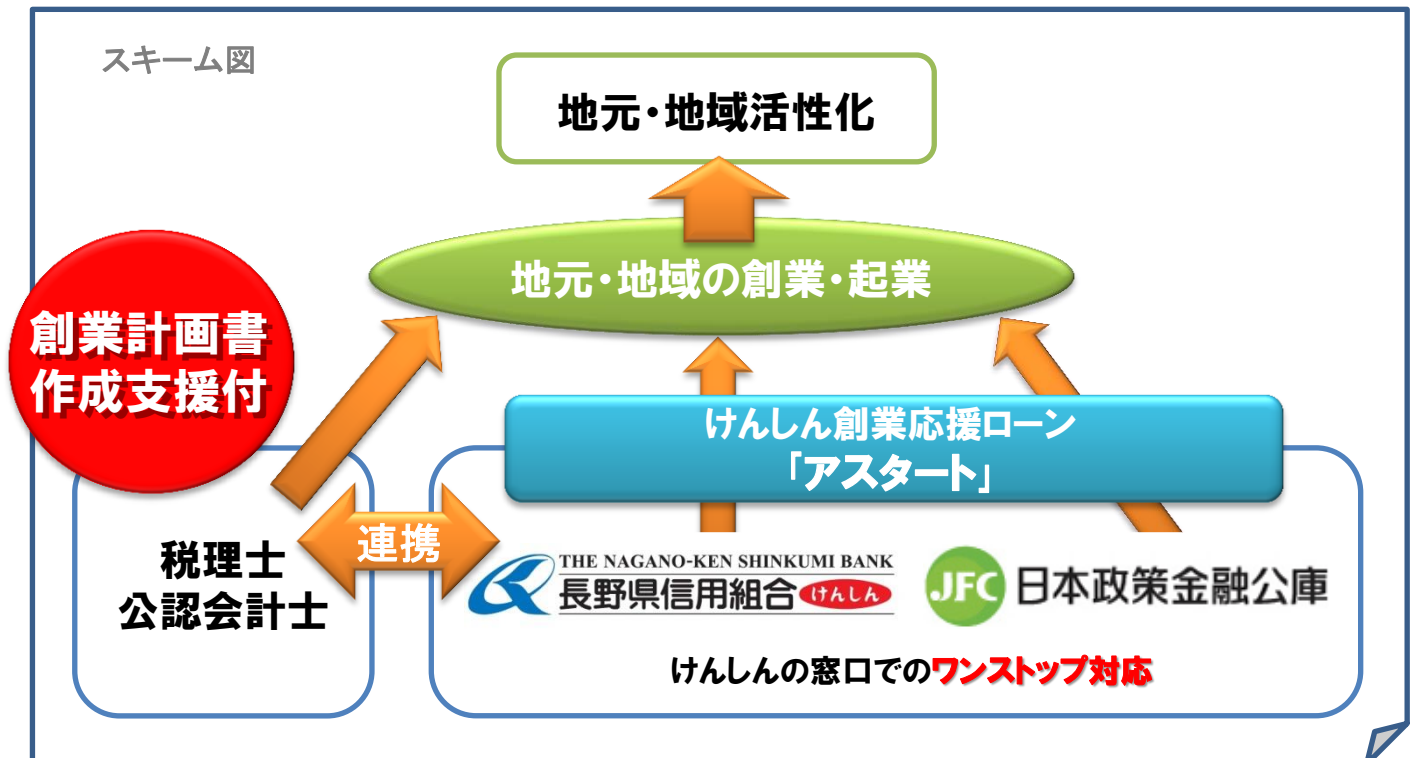 スキーム図
地元・地域活性化
地元・地域の創業・起業
創業計画書
作成支援付
けんしん創業応援ローン
「アスタート」
税理士
公認会計士
連携
THE NAGANO-KEN SHINKUMI BANK
長野県信用組合 けんしん
JFC 日本政策金融公庫
けんしんの窓口でのワンストップ対応